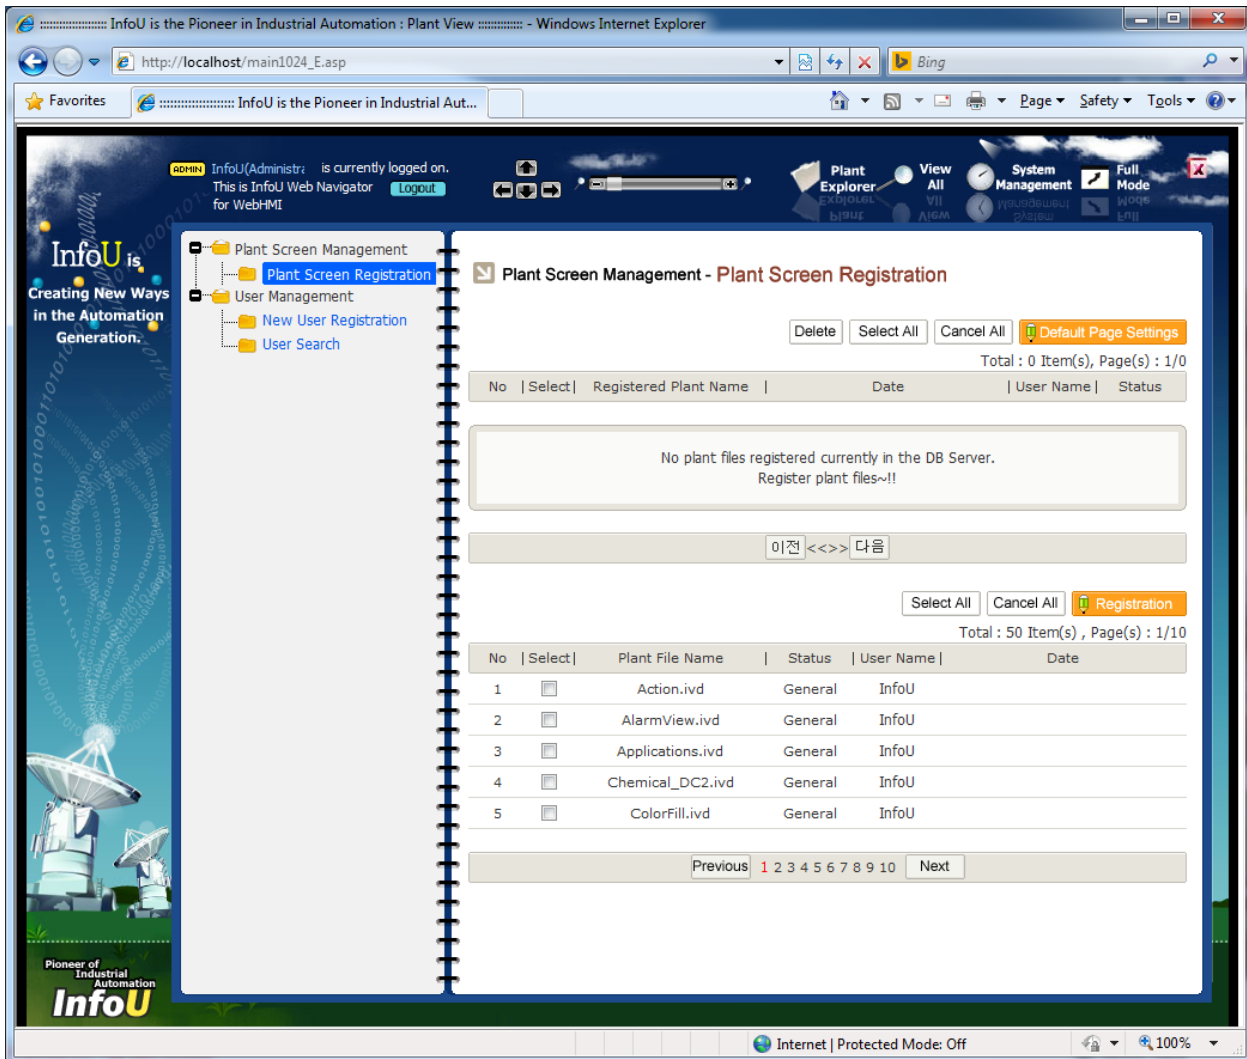 :::::::::::::::::::: InfoU is the Pioneer in Industrial Automation : Plant View ::::::::::::: - Windows Internet Explorer
http://localhost/main1024_E.asp
Bing
Favorites
:::::::::::::::::::: InfoU is the Pioneer in Industrial Aut...
Page
Safety
Tools
ADMIN InfoU(Administra is currently logged on.
This is InfoU Web Navigator Logout
for WebHMI
Plant Explorer
View All
System Management
Full Mode
InfoU is
Creating New Ways
in the Automation
Generation.
Plant Screen Management
Plant Screen Registration
User Management
New User Registration
User Search
Plant Screen Management - Plant Screen Registration
Delete Select All Cancel All Default Page Settings
Total : 0 Item(s), Page(s) : 1/0
No | Select | Registered Plant Name | Date | User Name | Status
No plant files registered currently in the DB Server.
Register plant files~!!
이전 <<>> 다음
Select All Cancel All Registration
Total : 50 Item(s) , Page(s) : 1/10
No | Select | Plant File Name | Status | User Name | Date
1 Action.ivd General InfoU
2 AlarmView.ivd General InfoU
3 Applications.ivd General InfoU
4 Chemical_DC2.ivd General InfoU
5 ColorFill.ivd General InfoU
Previous 1 2 3 4 5 6 7 8 9 10 Next
Pioneer of
Industrial
Automation
InfoU
Internet | Protected Mode: Off
100%